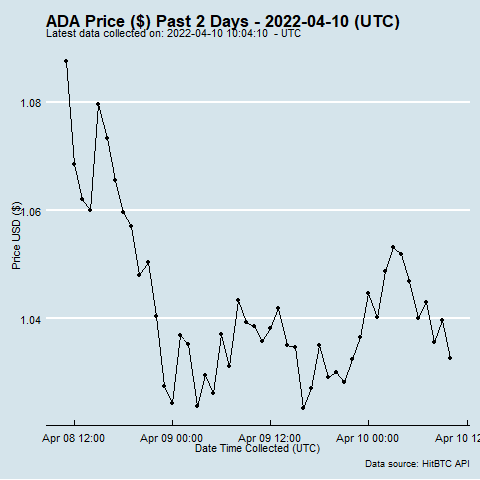 ADA Price ($) Past 2 Days - 2022-04-10 (UTC)
Latest data collected on: 2022-04-10 10:04:10 - UTC
1.08
1.06
1.04
Price USD ($)
Apr 08 12:00 Apr 09 00:00 Apr 09 12:00 Apr 10 00:00 Apr 10 12
Date Time Collected (UTC)
Data source: HitBTC API